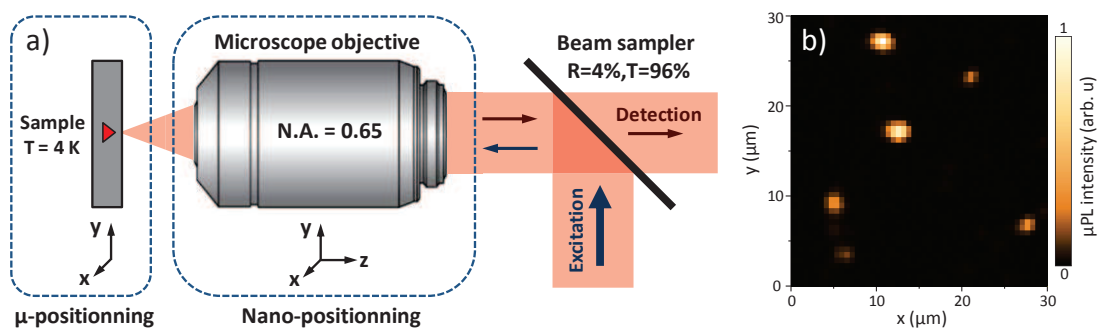 a)
Microscope objective
Beam sampler
R=4%,T=96%
Sample
T = 4 K
N.A. = 0.65
Detection
Excitation
y
x
y
z
x
μ-positionning
Nano-positionning
b)
30
20
10
0
y (μm)
0
10
20
30
x (μm)
1
0
μPL intensity (arb. u)